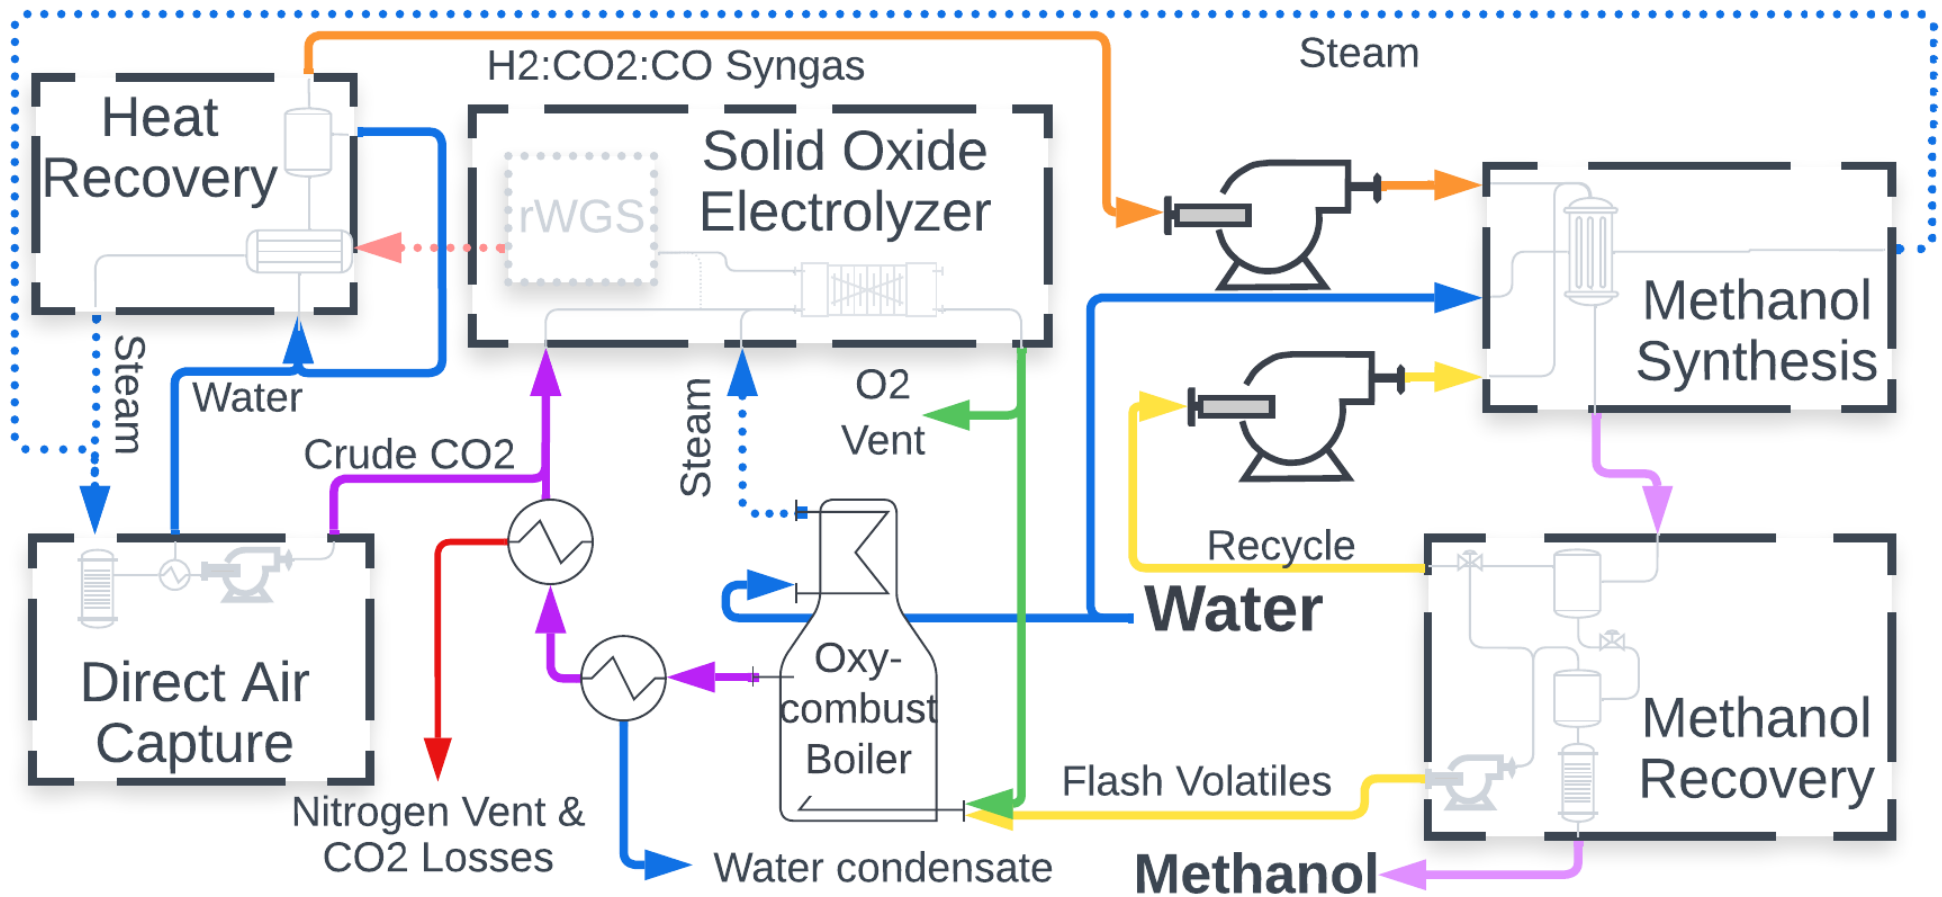 H2:CO2:CO Syngas
Steam
Heat
Recovery
Solid Oxide
Electrolyzer
rWGS
Methanol
Synthesis
Steam
Water
Steam
O2
Vent
Crude CO2
Recycle
Water
Direct Air
Capture
Oxy-
combust
Boiler
Methanol
Recovery
Flash Volatiles
Nitrogen Vent &
CO2 Losses
Water condensate
Methanol